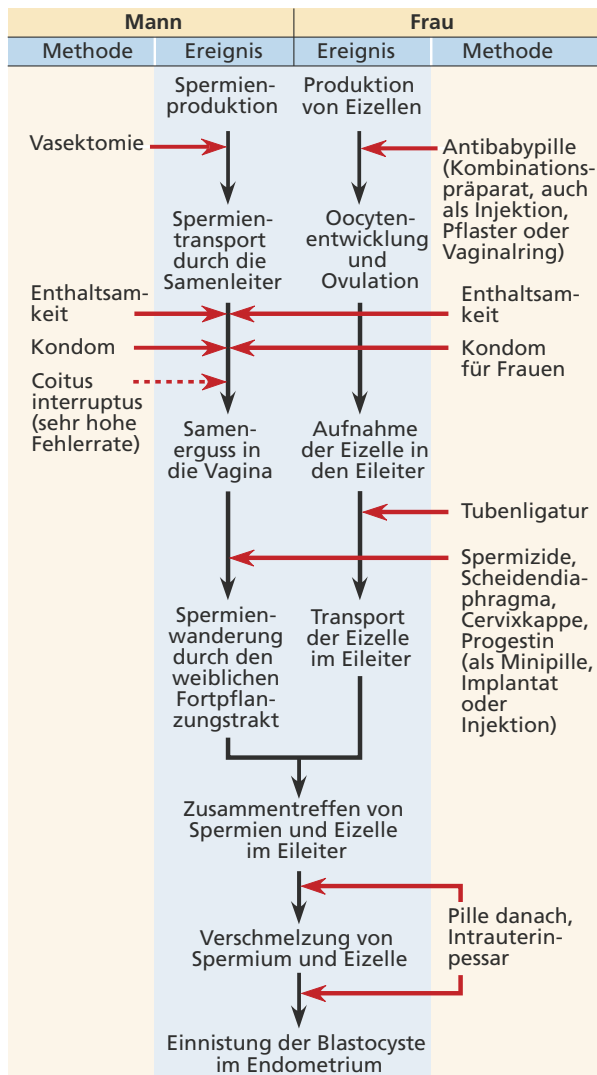 Mann Frau
Methode Ereignis Ereignis Methode
Spermien-
produktion
Produktion
von Eizellen
Vasektomie
Antibabypille
(Kombinations-
präparat, auch
als Injektion,
Pflaster oder
Vaginalring)
Spermien-
transport
durch die
Samenleiter
Oocyten-
entwicklung
und
Ovulation
Enthaltsam-
keit
Enthaltsam-
keit
Kondom
Kondom
für Frauen
Coitus
interruptus
(sehr hohe
Fehlerrate)
Samen-
erguss in
die Vagina
Aufnahme
der Eizelle in
den Eileiter
Tubenligatur
Spermizide,
Scheidendia-
phragma,
Cervixkappe,
Progestin
(als Minipille,
Implantat
oder
Injektion)
Spermien-
wanderung
durch den
weiblichen
Fortpflan-
zungstrakt
Transport
der Eizelle
im Eileiter
Zusammentreffen von
Spermien und Eizelle
im Eileiter
Pille danach,
Intrauterin-
pessar
Verschmelzung von
Spermium und Eizelle
Einnistung der Blastocyste
im Endometrium